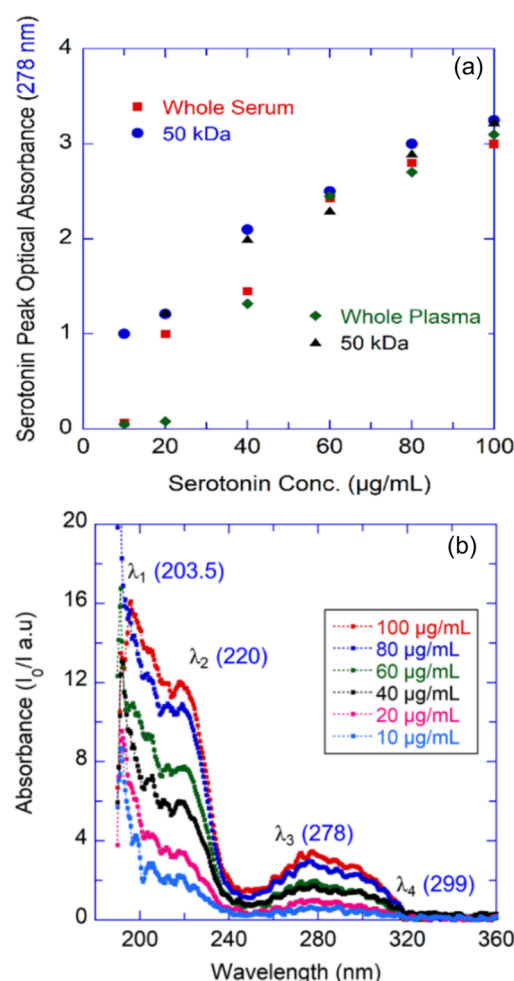 (a)
Serotonin Peak Optical Absorbance (278 nm)
4
3
2
1
0
Whole Serum
50 kDa
Whole Plasma
50 kDa
0 20 40 60 80 100
Serotonin Conc. (µg/mL)
(b)
Absorbance (I₀/I a.u)
20
16
12
8
4
0
λ₁ (203.5)
λ₂ (220)
λ₃ (278)
λ₄ (299)
100 µg/mL
80 µg/mL
60 µg/mL
40 µg/mL
20 µg/mL
10 µg/mL
200 240 280 320 360
Wavelength (nm)